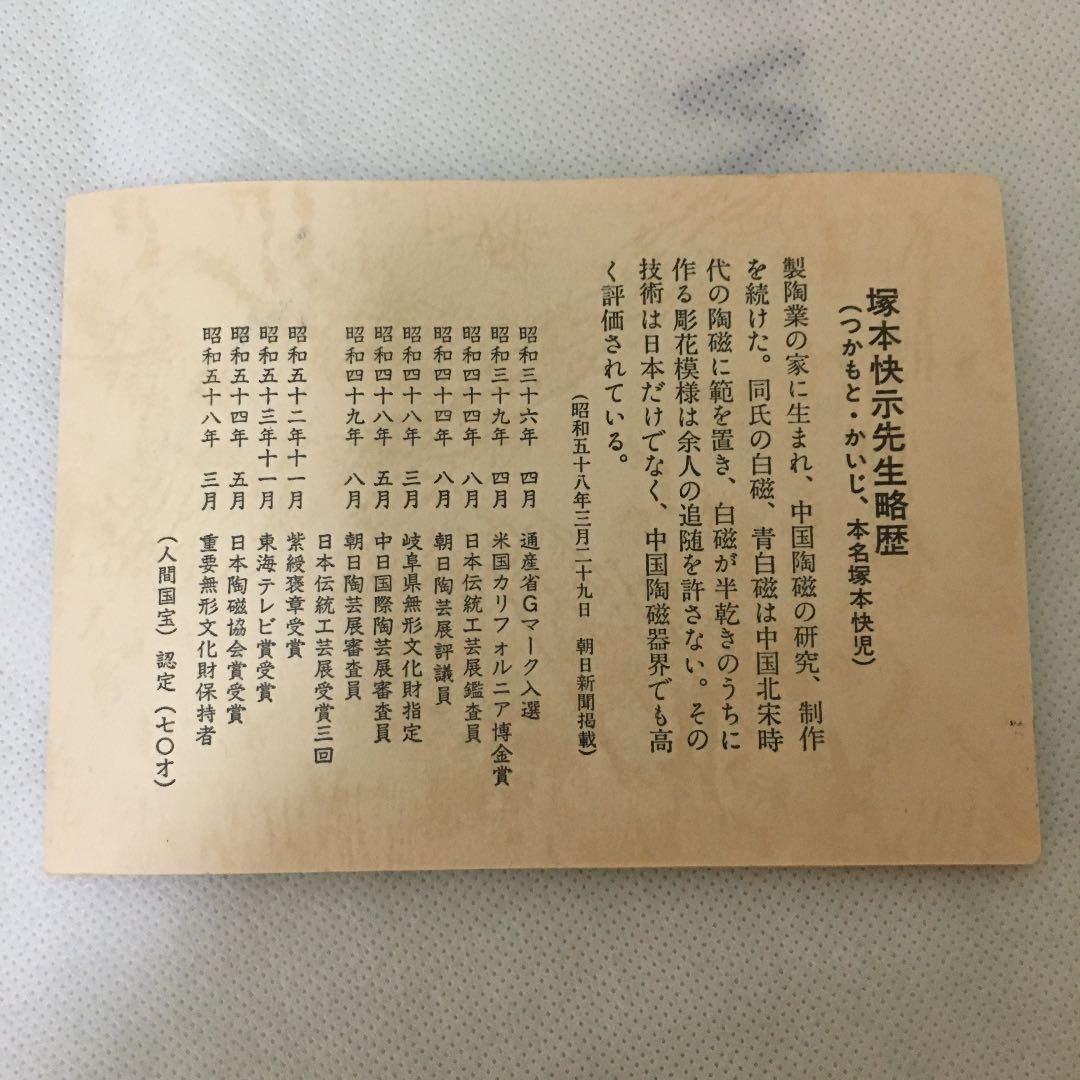 塚本快示先生略歴
(つかもと・かいじ、本名塚本快児)
製陶業の家に生まれ、中国陶磁の研究、制作
を続けた。同氏の白磁、青白磁は中国北宋時
代の陶磁に範を置き、白磁が半乾きのうちに
作る彫花模様は余人の追随を許さない。その
技術は日本だけでなく、中国陶磁器界でも高
く評価されている。
(昭和五十八年三月二十九日 朝日新聞掲載)
昭和三十六年 四月 通産省Gマーク入選
昭和三十九年 四月 米国カリフォルニア博金賞
昭和四十四年 八月 日本伝統工芸展鑑査員
昭和四十四年 八月 朝日陶芸展評議員
昭和四十八年 三月 岐阜県無形文化財指定
昭和四十八年 五月 中日国際陶芸展審査員
昭和四十九年 八月 朝日陶芸展審査員
日本伝統工芸展受賞三回
昭和五十二年十一月 紫綬褒章受賞
昭和五十三年十一月 東海テレビ賞受賞
昭和五十四年 五月 日本陶磁協会賞受賞
昭和五十八年 三月 重要無形文化財保持者
(人間国宝)認定(七〇才)